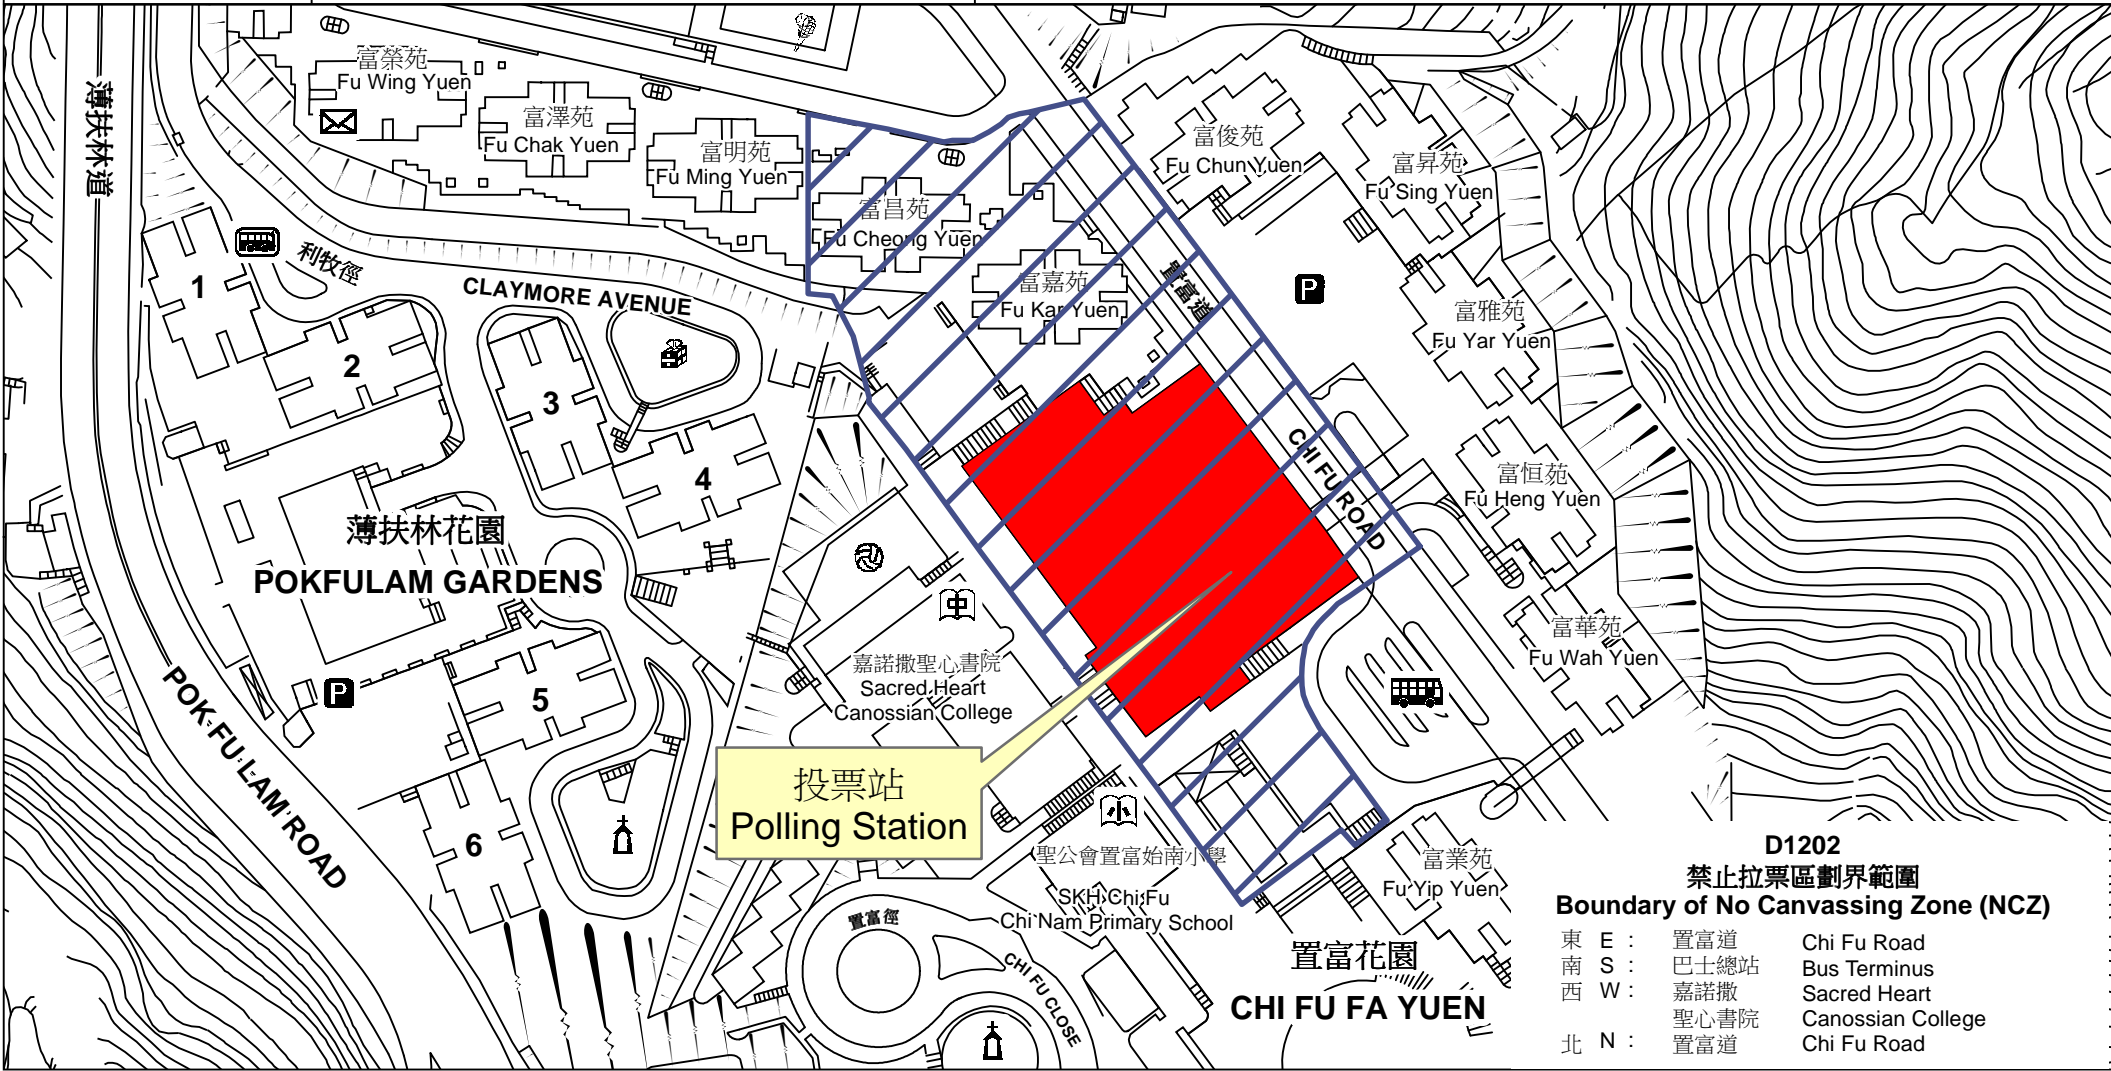 富榮苑
Fu Wing Yuen
富澤苑
Fu Chak Yuen
富明苑
Fu Ming Yuen
富昌苑
Fu Cheong Yuen
富嘉苑
Fu Kar Yuen
富俊苑
Fu Chun Yuen
富昇苑
Fu Sing Yuen
富雅苑
Fu Yar Yuen
富恒苑
Fu Heng Yuen
富華苑
Fu Wah Yuen
富業苑
Fu Yip Yuen
薄扶林道
利牧徑
CLAYMORE AVENUE
置富道
CHI FU ROAD
P
1
2
3
4
薄扶林花園
POKFULAM GARDENS
中
嘉諾撒聖心書院
Sacred Heart
Canossian College
P
5
6
POK FU LAM ROAD
投票站
Polling Station
小
聖公會置富始南小學
SKH Chi Fu
Chi Nam Primary School
置富徑
CHI FU CLOSE
置富花園
CHI FU FA YUEN
D1202
禁止拉票區劃界範圍
Boundary of No Canvassing Zone (NCZ)
東 E : 置富道 Chi Fu Road
南 S : 巴士總站 Bus Terminus
西 W : 嘉諾撒 Sacred Heart
聖心書院 Canossian College
北 N : 置富道 Chi Fu Road